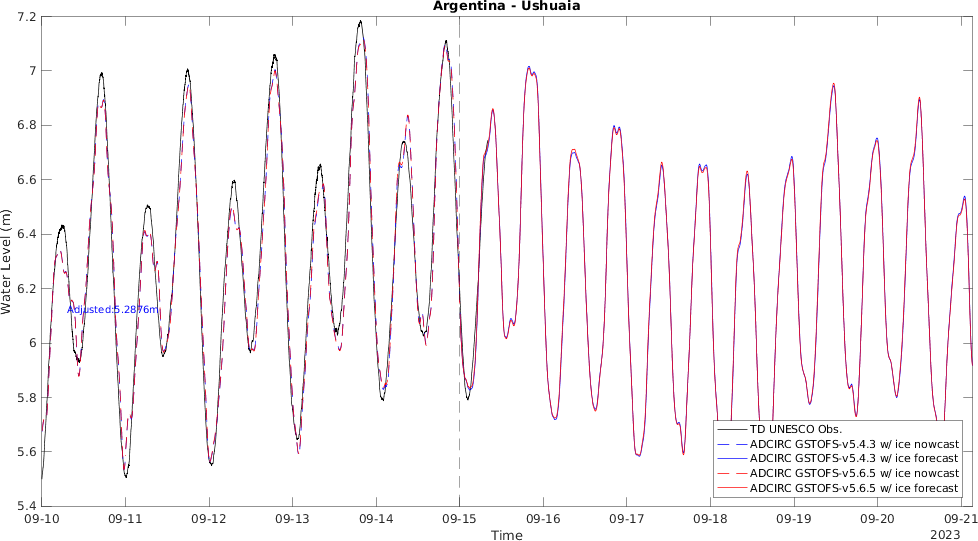 Argentina - Ushuaia
7.2
7
6.8
6.6
6.4
6.2
6
5.8
5.6
5.4
Water Level (m)
Adjusted:5.2876m
TD UNESCO Obs.
ADCIRC GSTOFS-v5.4.3 w/ ice nowcast
ADCIRC GSTOFS-v5.4.3 w/ ice forecast
ADCIRC GSTOFS-v5.6.5 w/ ice nowcast
ADCIRC GSTOFS-v5.6.5 w/ ice forecast
09-10 09-11 09-12 09-13 09-14 09-15 09-16 09-17 09-18 09-19 09-20 09-21
Time
2023